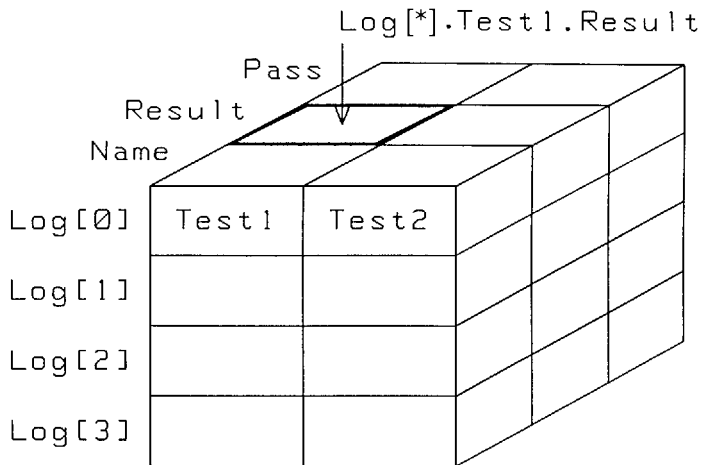 Log[*].Test1.Result
Pass
Result
Name
Log[0] Test1 Test2
Log[1]
Log[2]
Log[3]